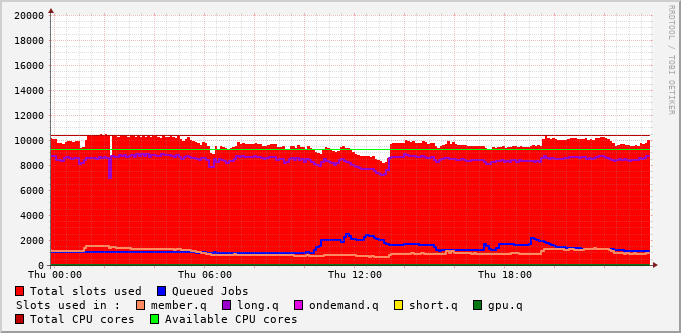 20000
18000
16000
14000
12000
10000
8000
6000
4000
2000
0
Thu 00:00 Thu 06:00 Thu 12:00 Thu 18:00
Total slots used Queued Jobs
Slots used in : member.q long.q ondemand.q short.q gpu.q
Total CPU cores Available CPU cores
RRDTOOL / TOBI OETIKER